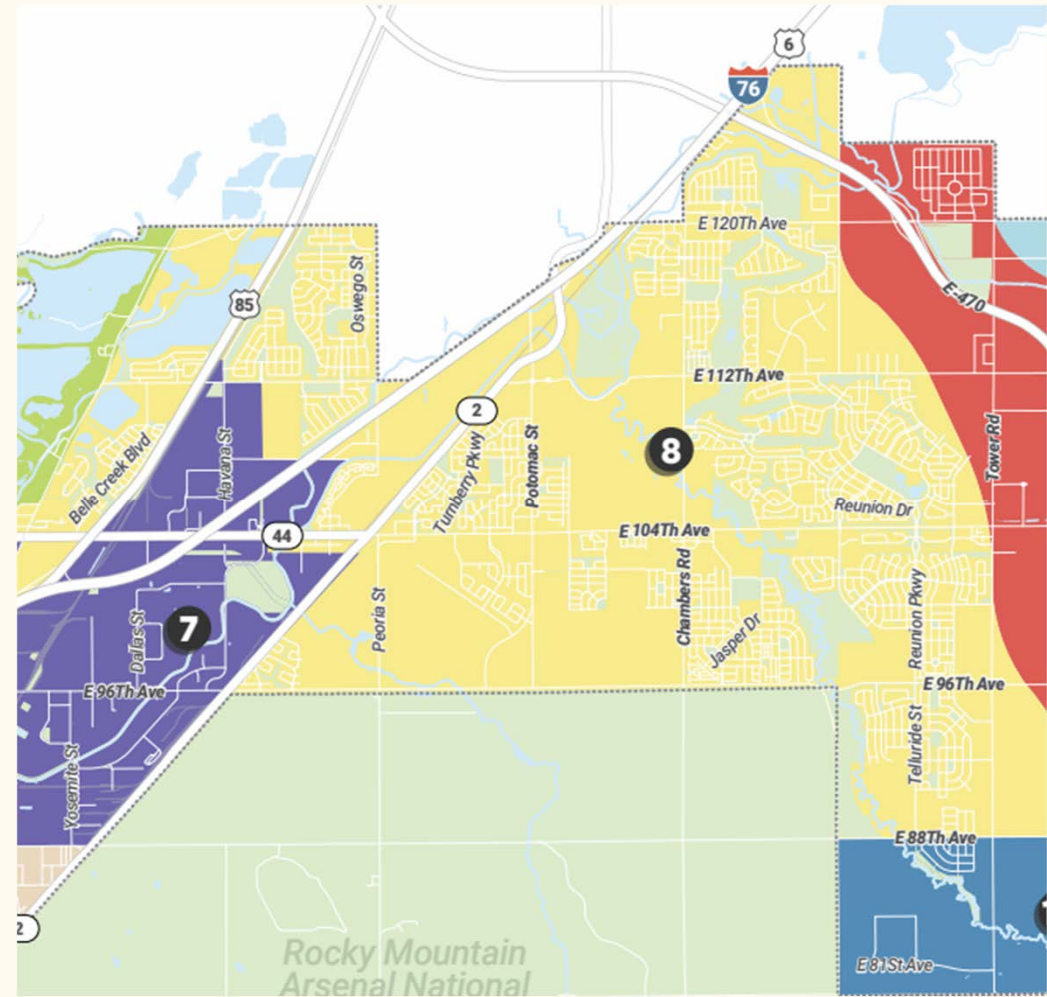 6
76
E 120Th Ave
Oswego St
85
E-470
E 112Th Ave
2
Tower Rd
Turnberry Pkwy
Potomac St
8
Belle Creek Blvd
Havana St
Reunion Dr
44
E 104Th Ave
Chambers Rd
Peoria St
Dallas St
7
Jasper Dr
Reunion Pkwy
E 96Th Ave
E 96Th Ave
Telluride St
Yosemite St
E 88Th Ave
2
E 81St Ave
Rocky Mountain
Arsenal National